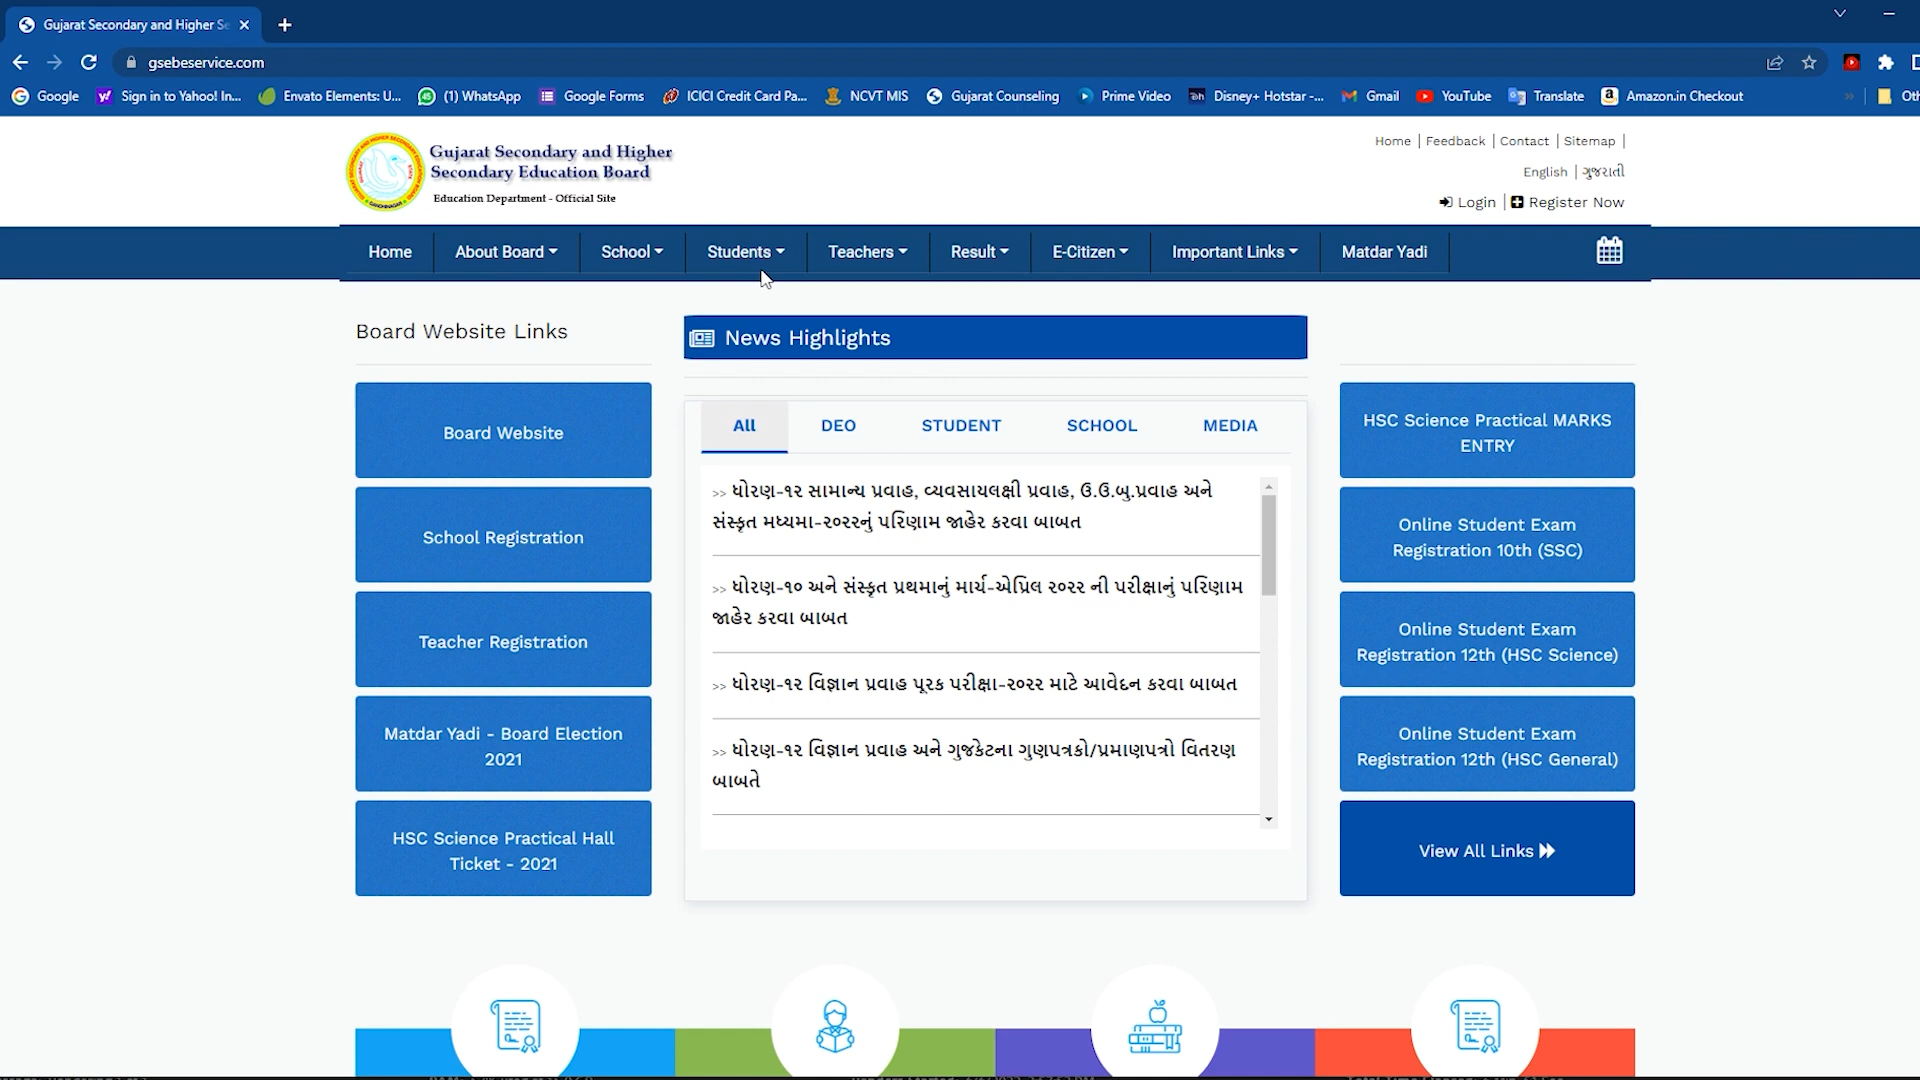 Gujarat Secondary and Higher Se
gsebeservice.com
Google
Sign in to Yahoo! In...
Envato Elements: U...
(1) WhatsApp
Google Forms
ICICI Credit Card Pa...
NCVT MIS
Gujarat Counseling
Prime Video
Disney+ Hotstar -...
Gmail
YouTube
Translate
Amazon.in Checkout
Oth
Gujarat Secondary and Higher
Secondary Education Board
Education Department - Official Site
Home | Feedback | Contact | Sitemap |
English | ગુજરાતી
Login | Register Now
Home
About Board
School
Students
Teachers
Result
E-Citizen
Important Links
Matdar Yadi
Board Website Links
Board Website
School Registration
Teacher Registration
Matdar Yadi - Board Election
2021
HSC Science Practical Hall
Ticket - 2021
News Highlights
All
DEO
STUDENT
SCHOOL
MEDIA
>> ધોરણ-૧૨ સામાન્ય પ્રવાહ, વ્યવસાયલક્ષી પ્રવાહ, ઉ.ઉ.બુ.પ્રવાહ અને
સંસ્કૃત મધ્યમા-૨૦૨૨નું પરિણામ જાહેર કરવા બાબત
>> ધોરણ-૧૦ અને સંસ્કૃત પ્રથમાનું માર્ચ-એપ્રિલ ૨૦૨૨ ની પરીક્ષાનું પરિણામ
જાહેર કરવા બાબત
>> ધોરણ-૧૨ વિજ્ઞાન પ્રવાહ પૂરક પરીક્ષા-૨૦૨૨ માટે આવેદન કરવા બાબત
>> ધોરણ-૧૨ વિજ્ઞાન પ્રવાહ અને ગુજકેટના ગુણપત્રકો/પ્રમાણપત્રો વિતરણ
બાબતે
HSC Science Practical MARKS
ENTRY
Online Student Exam
Registration 10th (SSC)
Online Student Exam
Registration 12th (HSC Science)
Online Student Exam
Registration 12th (HSC General)
View All Links